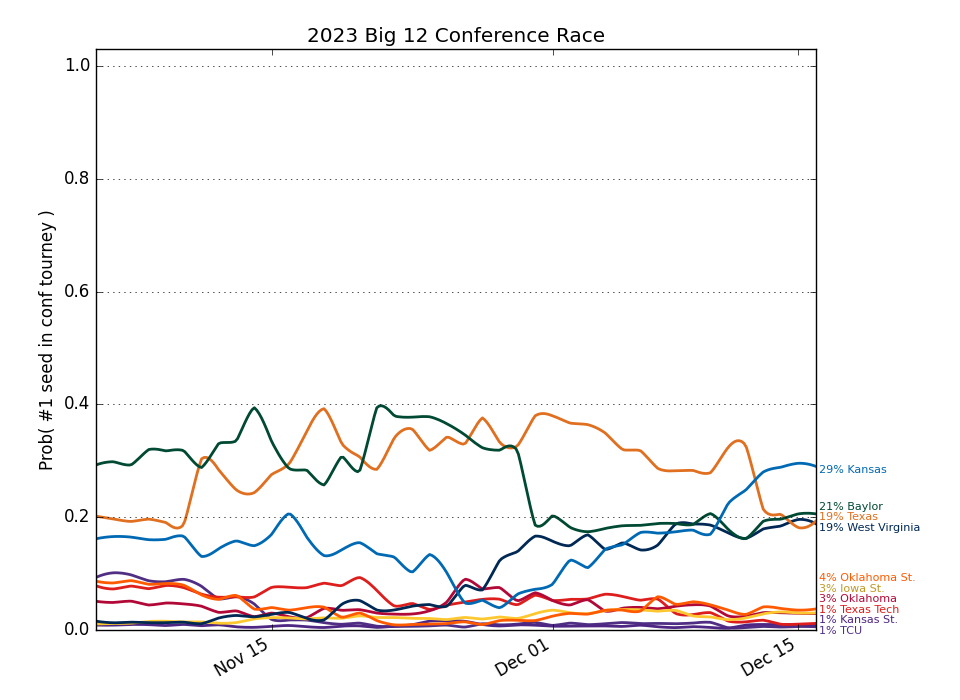 2023 Big 12 Conference Race
Prob( #1 seed in conf tourney )
1.0
0.8
0.6
0.4
0.2
0.0
Nov 15
Dec 01
Dec 15
29% Kansas
21% Baylor
19% Texas
19% West Virginia
4% Oklahoma St.
3% Iowa St.
3% Oklahoma
1% Texas Tech
1% Kansas St.
1% TCU